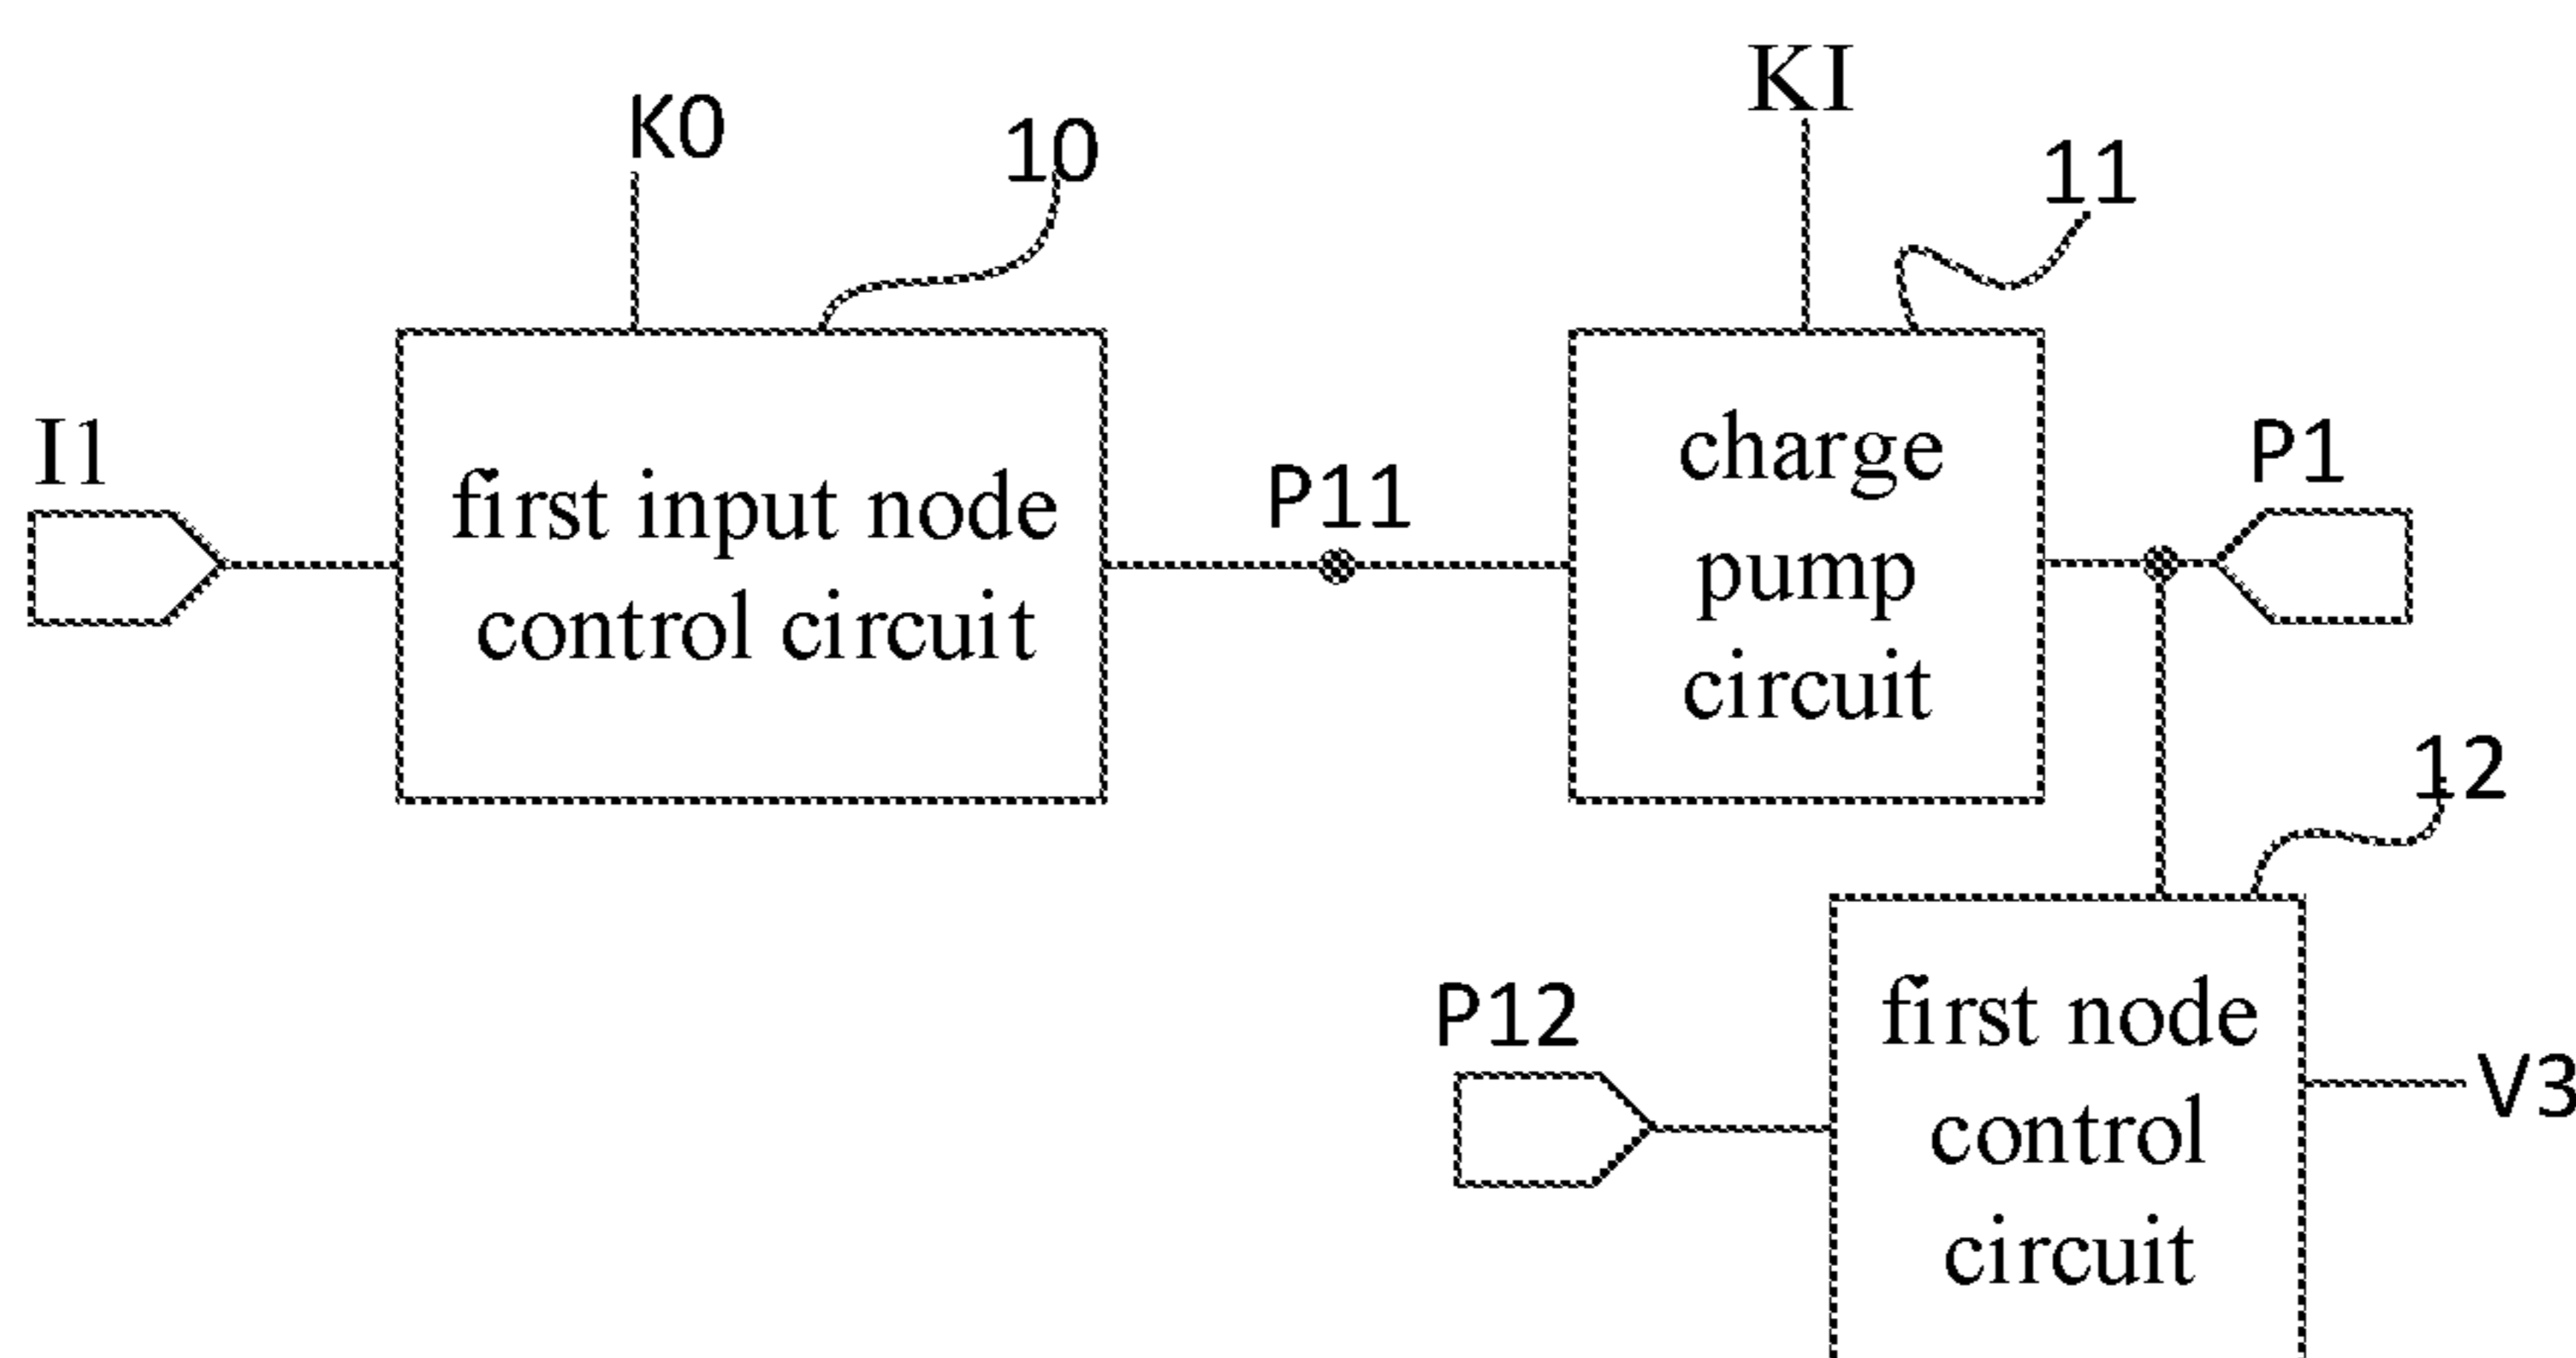 KI
K0
10
11
I1
first input node
control circuit
P11
charge
pump
circuit
P1
12
P12
first node
control
circuit
V3